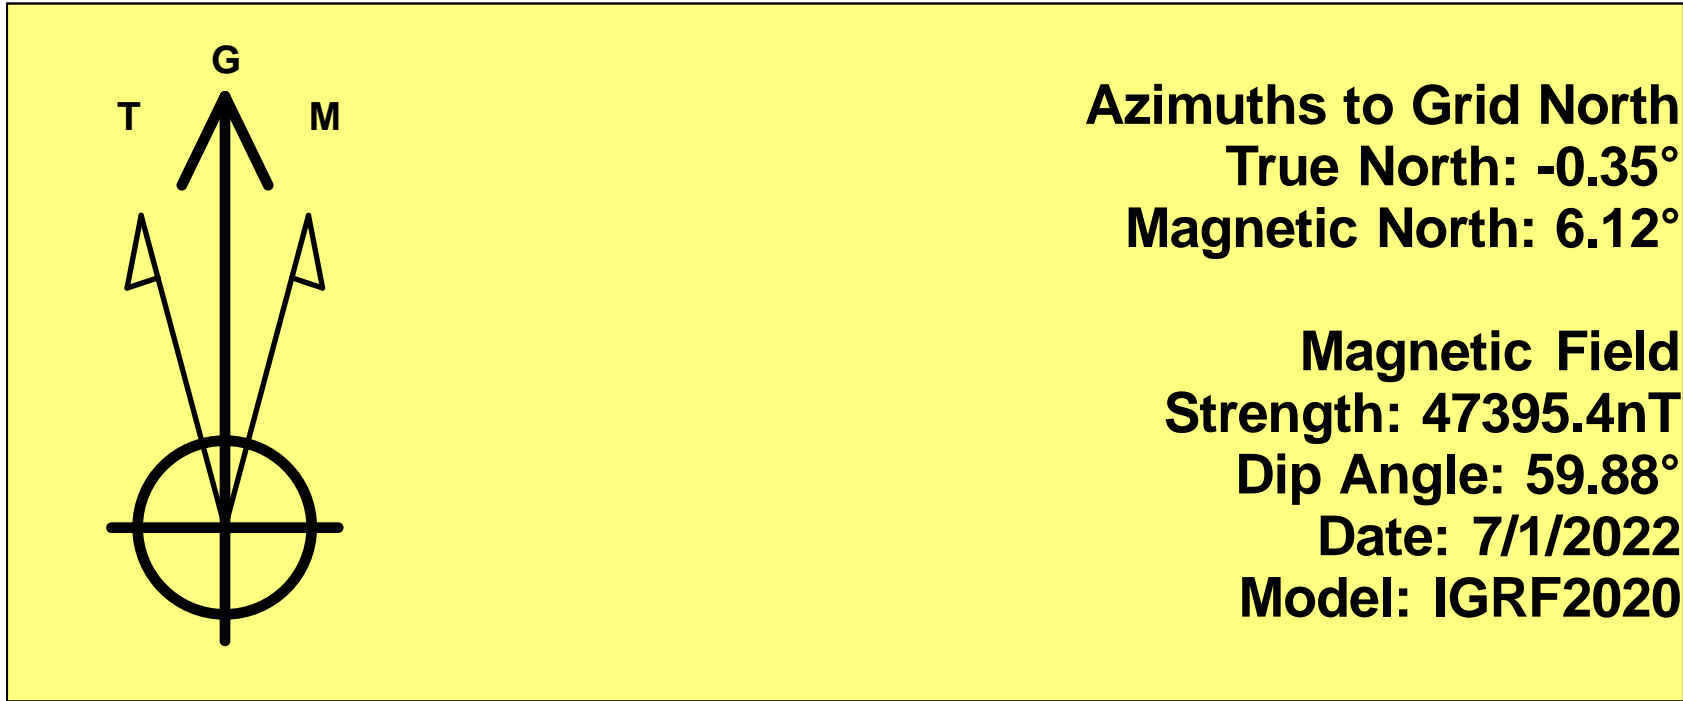 G
T M
Azimuths to Grid North
True North: -0.35°
Magnetic North: 6.12°
Magnetic Field
Strength: 47395.4nT
Dip Angle: 59.88°
Date: 7/1/2022
Model: IGRF2020